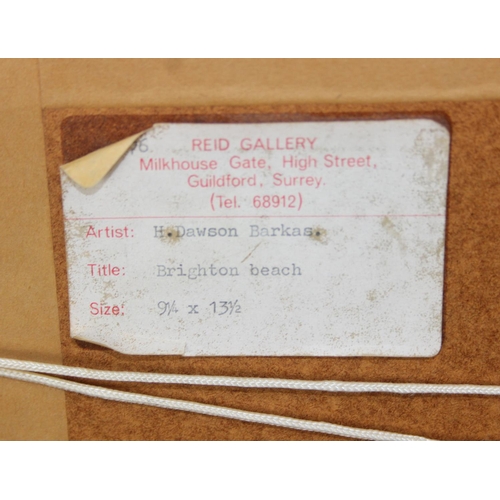 76.
REID GALLERY
Milkhouse Gate, High Street,
Guildford, Surrey.
(Tel. 68912)
Artist: H.Dawson Barkas.
Title: Brighton beach
Size: 9¼ x 13½